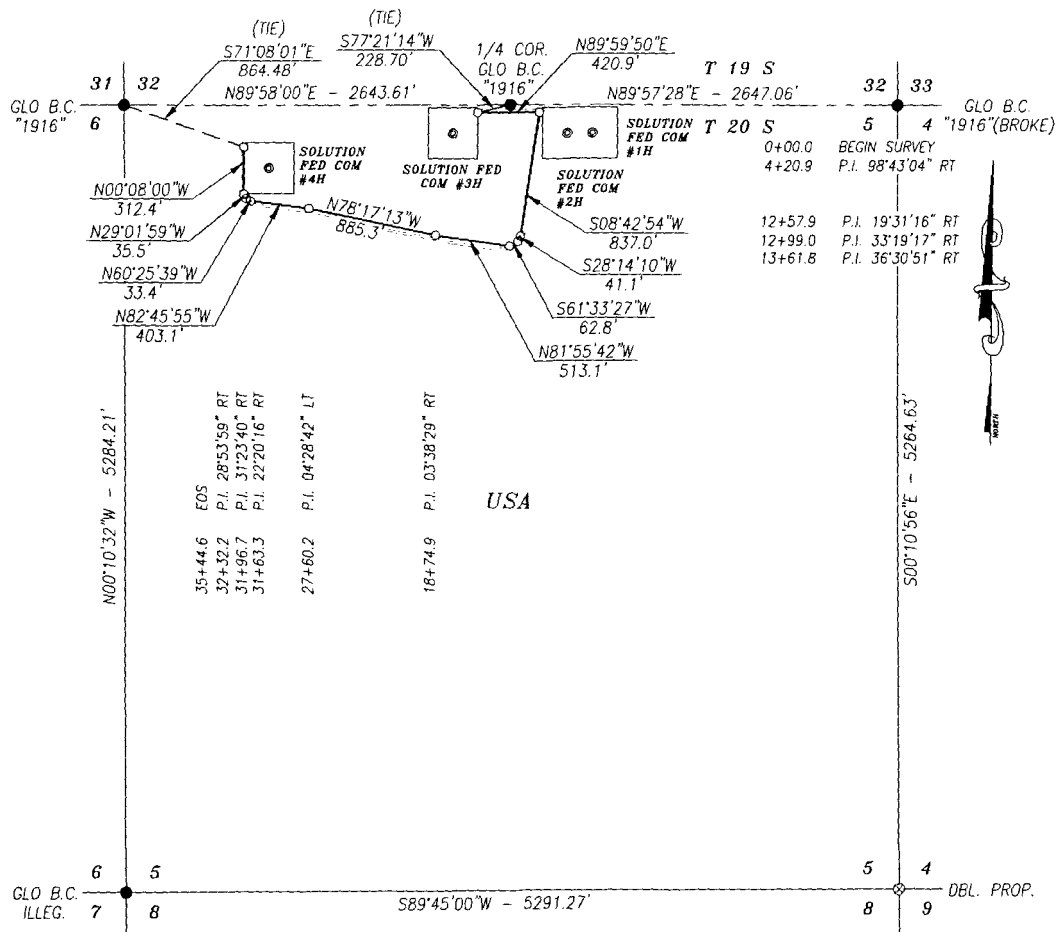 (TIE)
S71°08'01"E
864.48'
(TIE)
S77°21'14"W
228.70'
1/4 COR.
GLO B.C.
"1916"
N89°59'50"E
420.9'
T 19 S
31 32
32 33
GLO B.C.
"1916"
6
N89°58'00"E - 2643.61'
N89°57'28"E - 2647.06'
T 20 S
5 4
GLO B.C.
"1916"(BROKE)
0+00.0 BEGIN SURVEY
4+20.9 P.I. 98°43'04" RT
12+57.9 P.I. 19°31'16" RT
12+99.0 P.I. 33°19'17" RT
13+61.8 P.I. 36°30'51" RT
SOLUTION
FED COM
#4H
SOLUTION FED
COM #3H
SOLUTION
FED COM
#1H
SOLUTION
FED COM
#2H
N00°08'00"W
312.4'
N29°01'59"W
35.5'
N60°25'39"W
33.4'
N82°45'55"W
403.1'
N78°17'13"W
885.3'
S08°42'54"W
837.0'
S28°14'10"W
41.1'
S61°33'27"W
62.8'
N81°55'42"W
513.1'
NORTH
N00°10'32"W - 5284.21'
S00°10'56"E - 5264.63'
35+44.6 EOS
32+32.2 P.I. 28°53'59" RT
31+96.7 P.I. 31°23'40" RT
31+63.3 P.I. 22°20'16" RT
27+60.2 P.I. 04°28'42" LT
18+74.9 P.I. 03°38'29" RT
USA
6 5
5 4
GLO B.C.
ILLEG.
7 8
S89°45'00"W - 5291.27'
8 9
DBL. PROP.